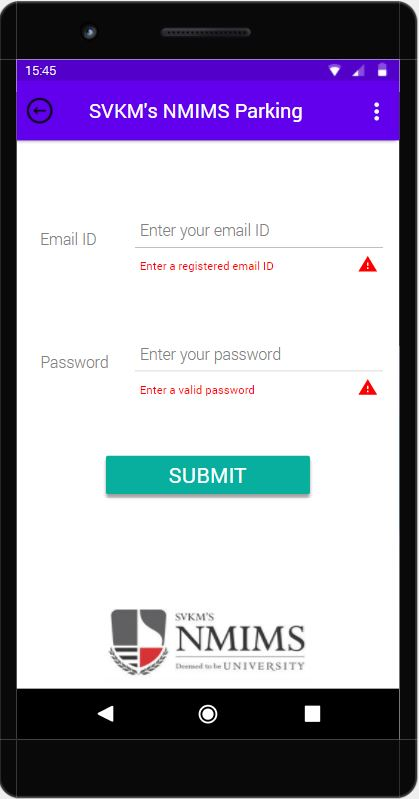 15:45
SVKM's NMIMS Parking
Email ID
Enter your email ID
Enter a registered email ID
Password
Enter your password
Enter a valid password
SUBMIT
SVKM'S
NMIMS
Deemed to be UNIVERSITY